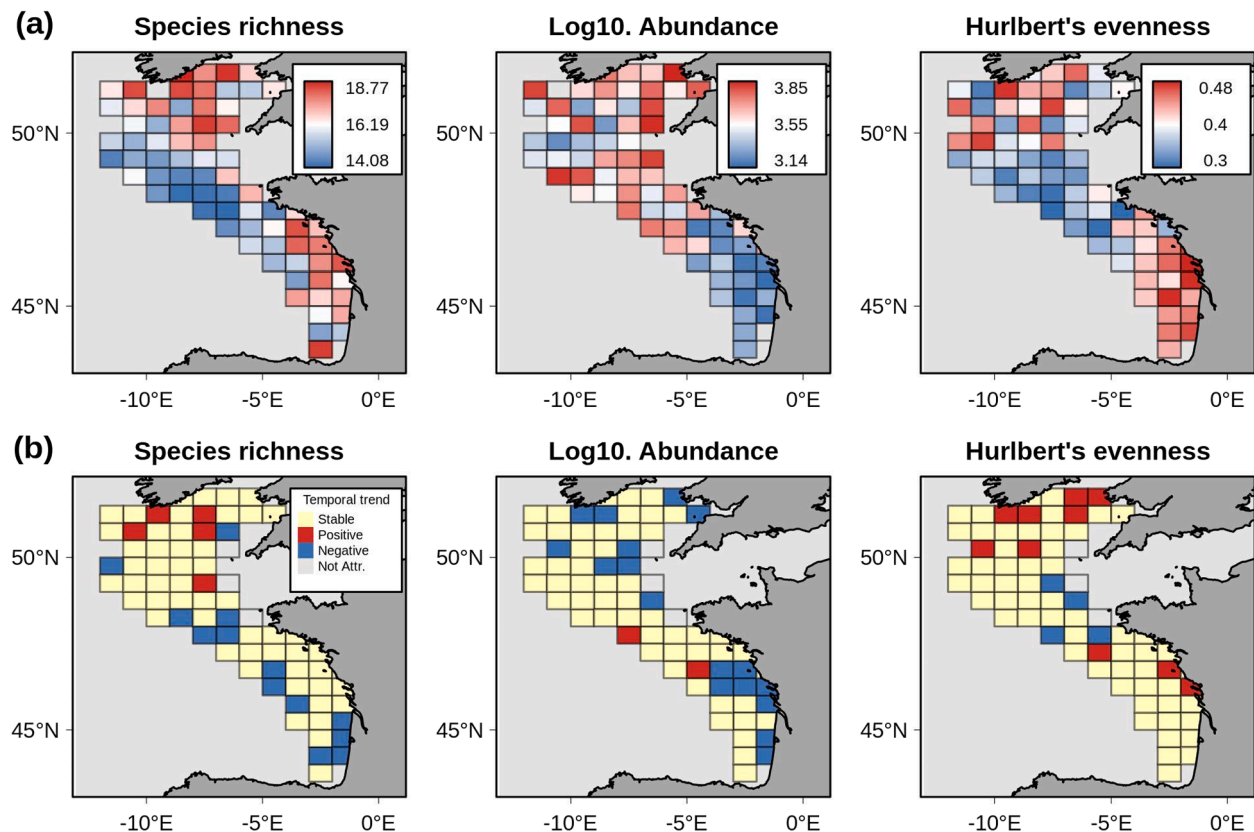 (a)
Species richness
Log10. Abundance
Hurlbert's evenness
18.77
16.19
14.08
3.85
3.55
3.14
0.48
0.4
0.3
50°N
45°N
50°N
45°N
50°N
45°N
-10°E
-5°E
0°E
-10°E
-5°E
0°E
-10°E
-5°E
0°E
(b)
Species richness
Log10. Abundance
Hurlbert's evenness
Temporal trend
Stable
Positive
Negative
Not Attr.
50°N
45°N
50°N
45°N
50°N
45°N
-10°E
-5°E
0°E
-10°E
-5°E
0°E
-10°E
-5°E
0°E